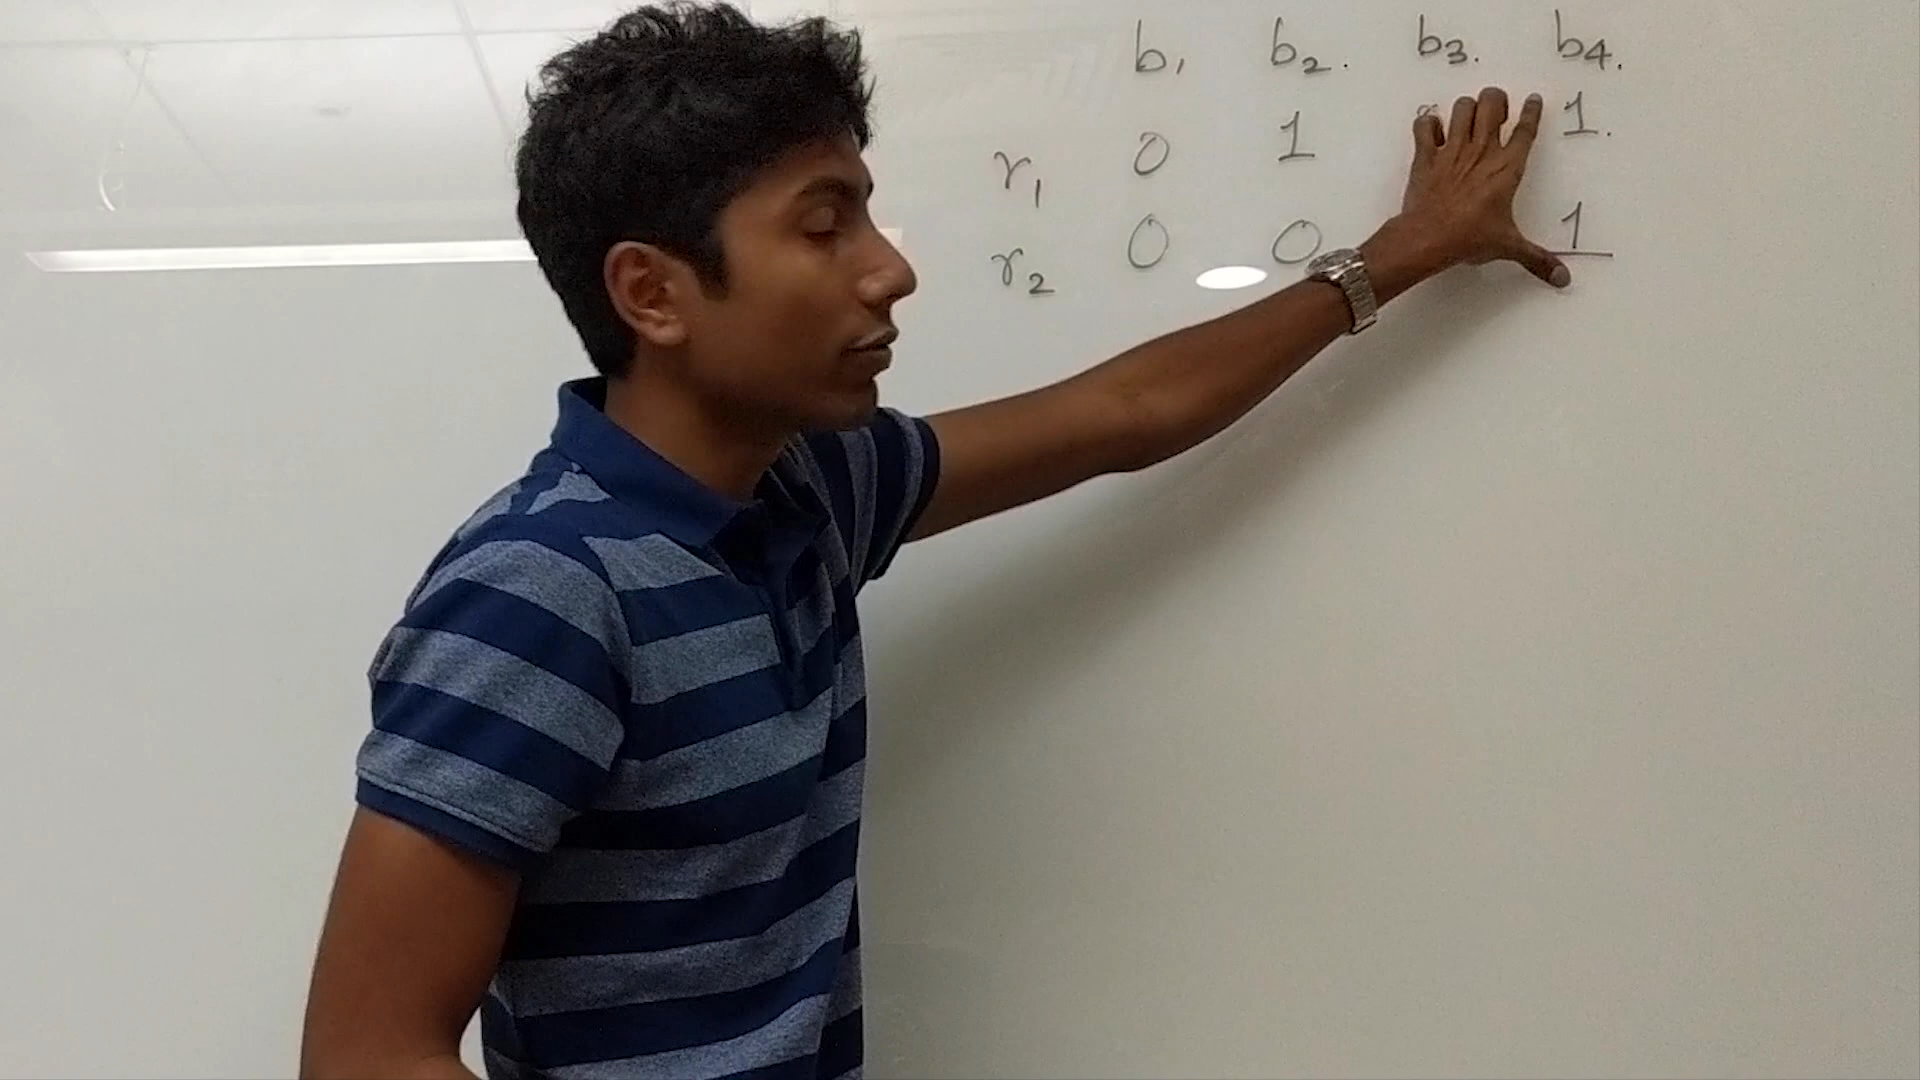 b₁ b₂. b₃. b₄.
r₁ 0 1 1.
r₂ 0 0 1